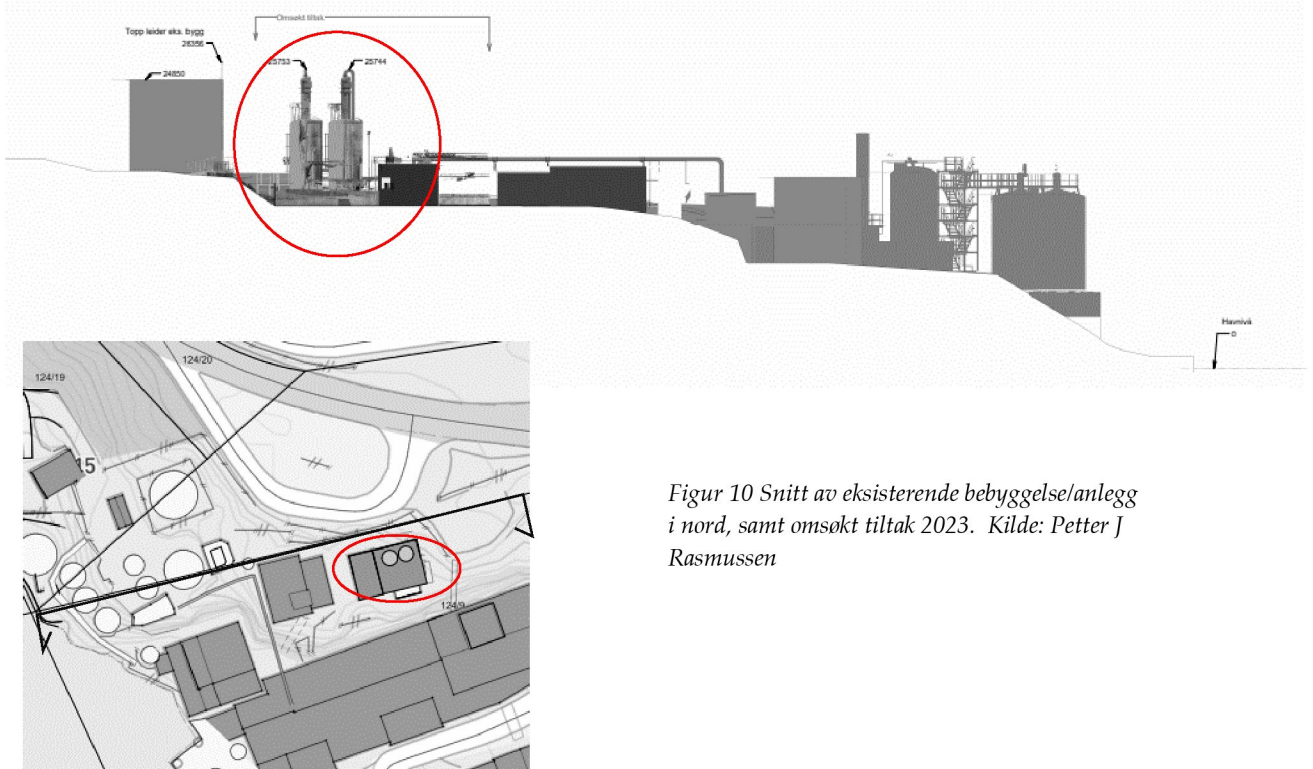 Omsøkt tiltak
Topp leider eks. bygg
26356
24850
25753
25744
Havnivå
0
124/20
124/19
15
124/9
Figur 10 Snitt av eksisterende bebyggelse/anlegg
i nord, samt omsøkt tiltak 2023. Kilde: Petter J
Rasmussen